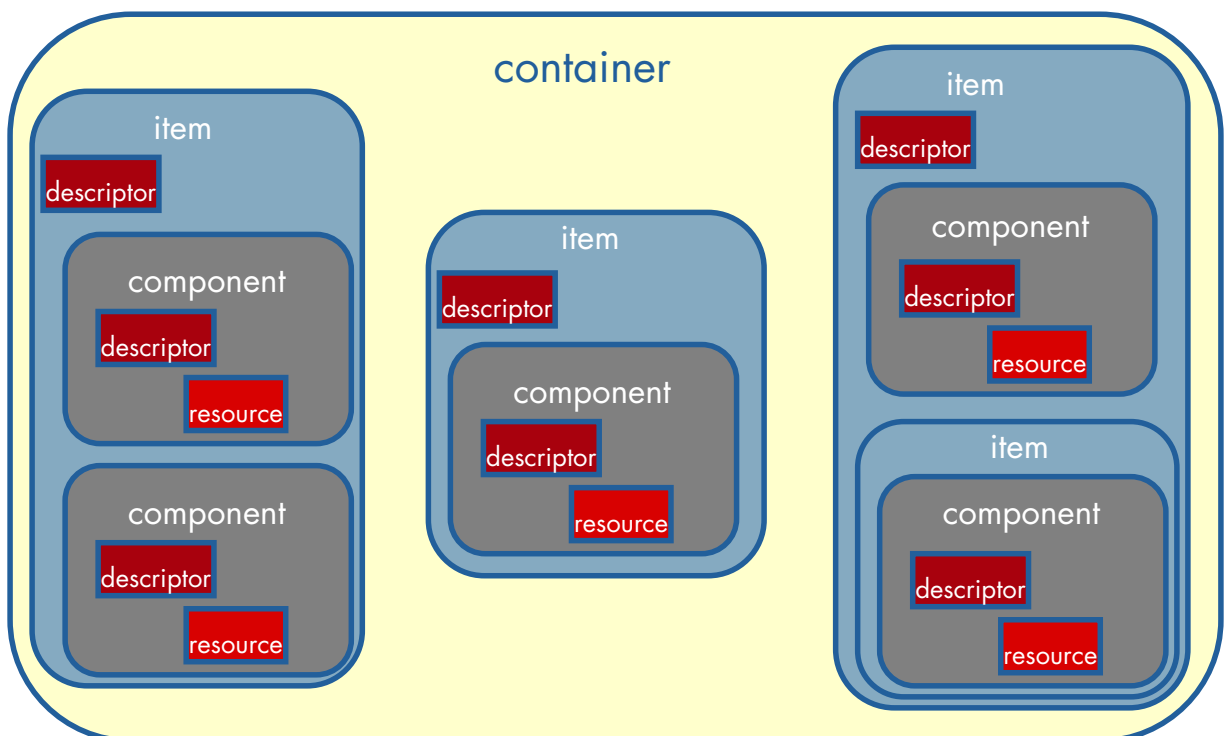 container
item
descriptor
component
descriptor
resource
component
descriptor
resource
item
descriptor
component
descriptor
resource
item
descriptor
component
descriptor
resource
item
component
descriptor
resource